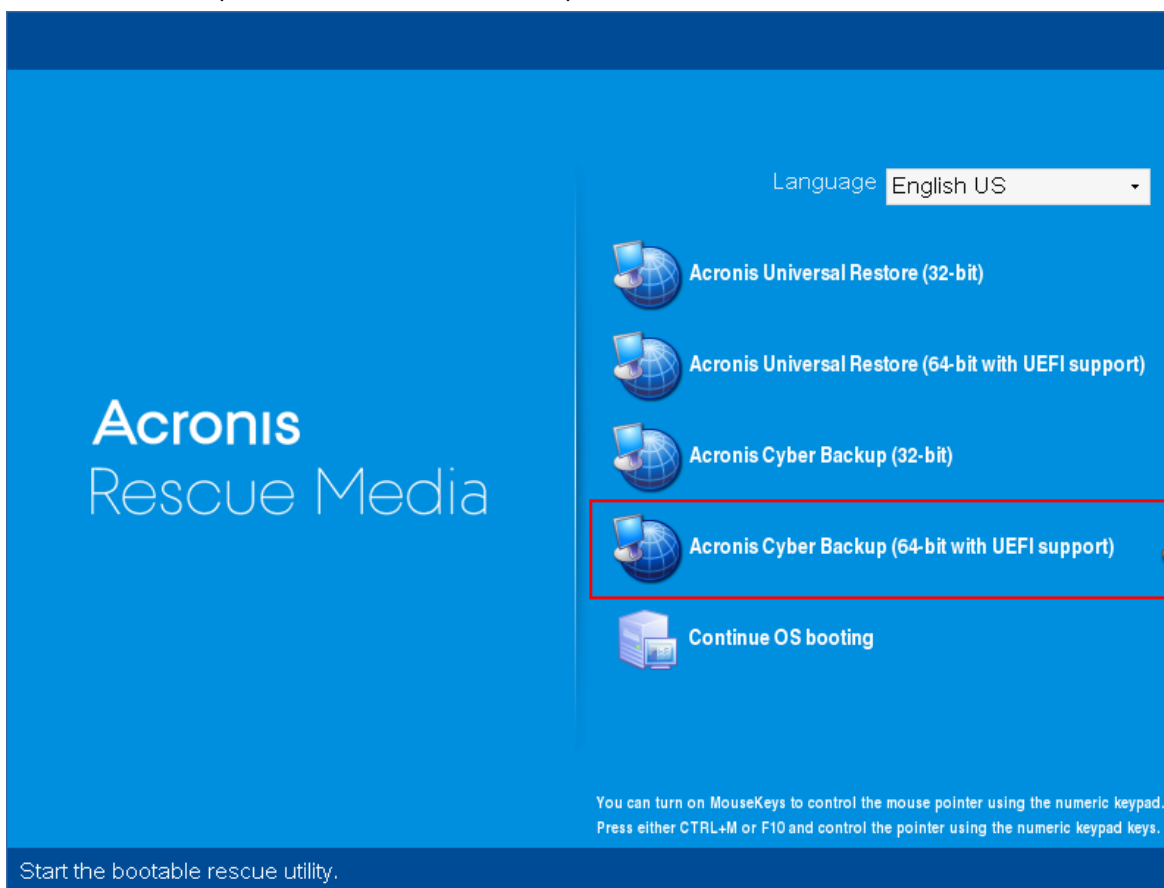 Language English US
Acronis Universal Restore (32-bit)
Acronis Universal Restore (64-bit with UEFI support)
Acronis
Rescue Media
Acronis Cyber Backup (32-bit)
Acronis Cyber Backup (64-bit with UEFI support)
Continue OS booting
You can turn on MouseKeys to control the mouse pointer using the numeric keypad.
Press either CTRL+M or F10 and control the pointer using the numeric keypad keys.
Start the bootable rescue utility.